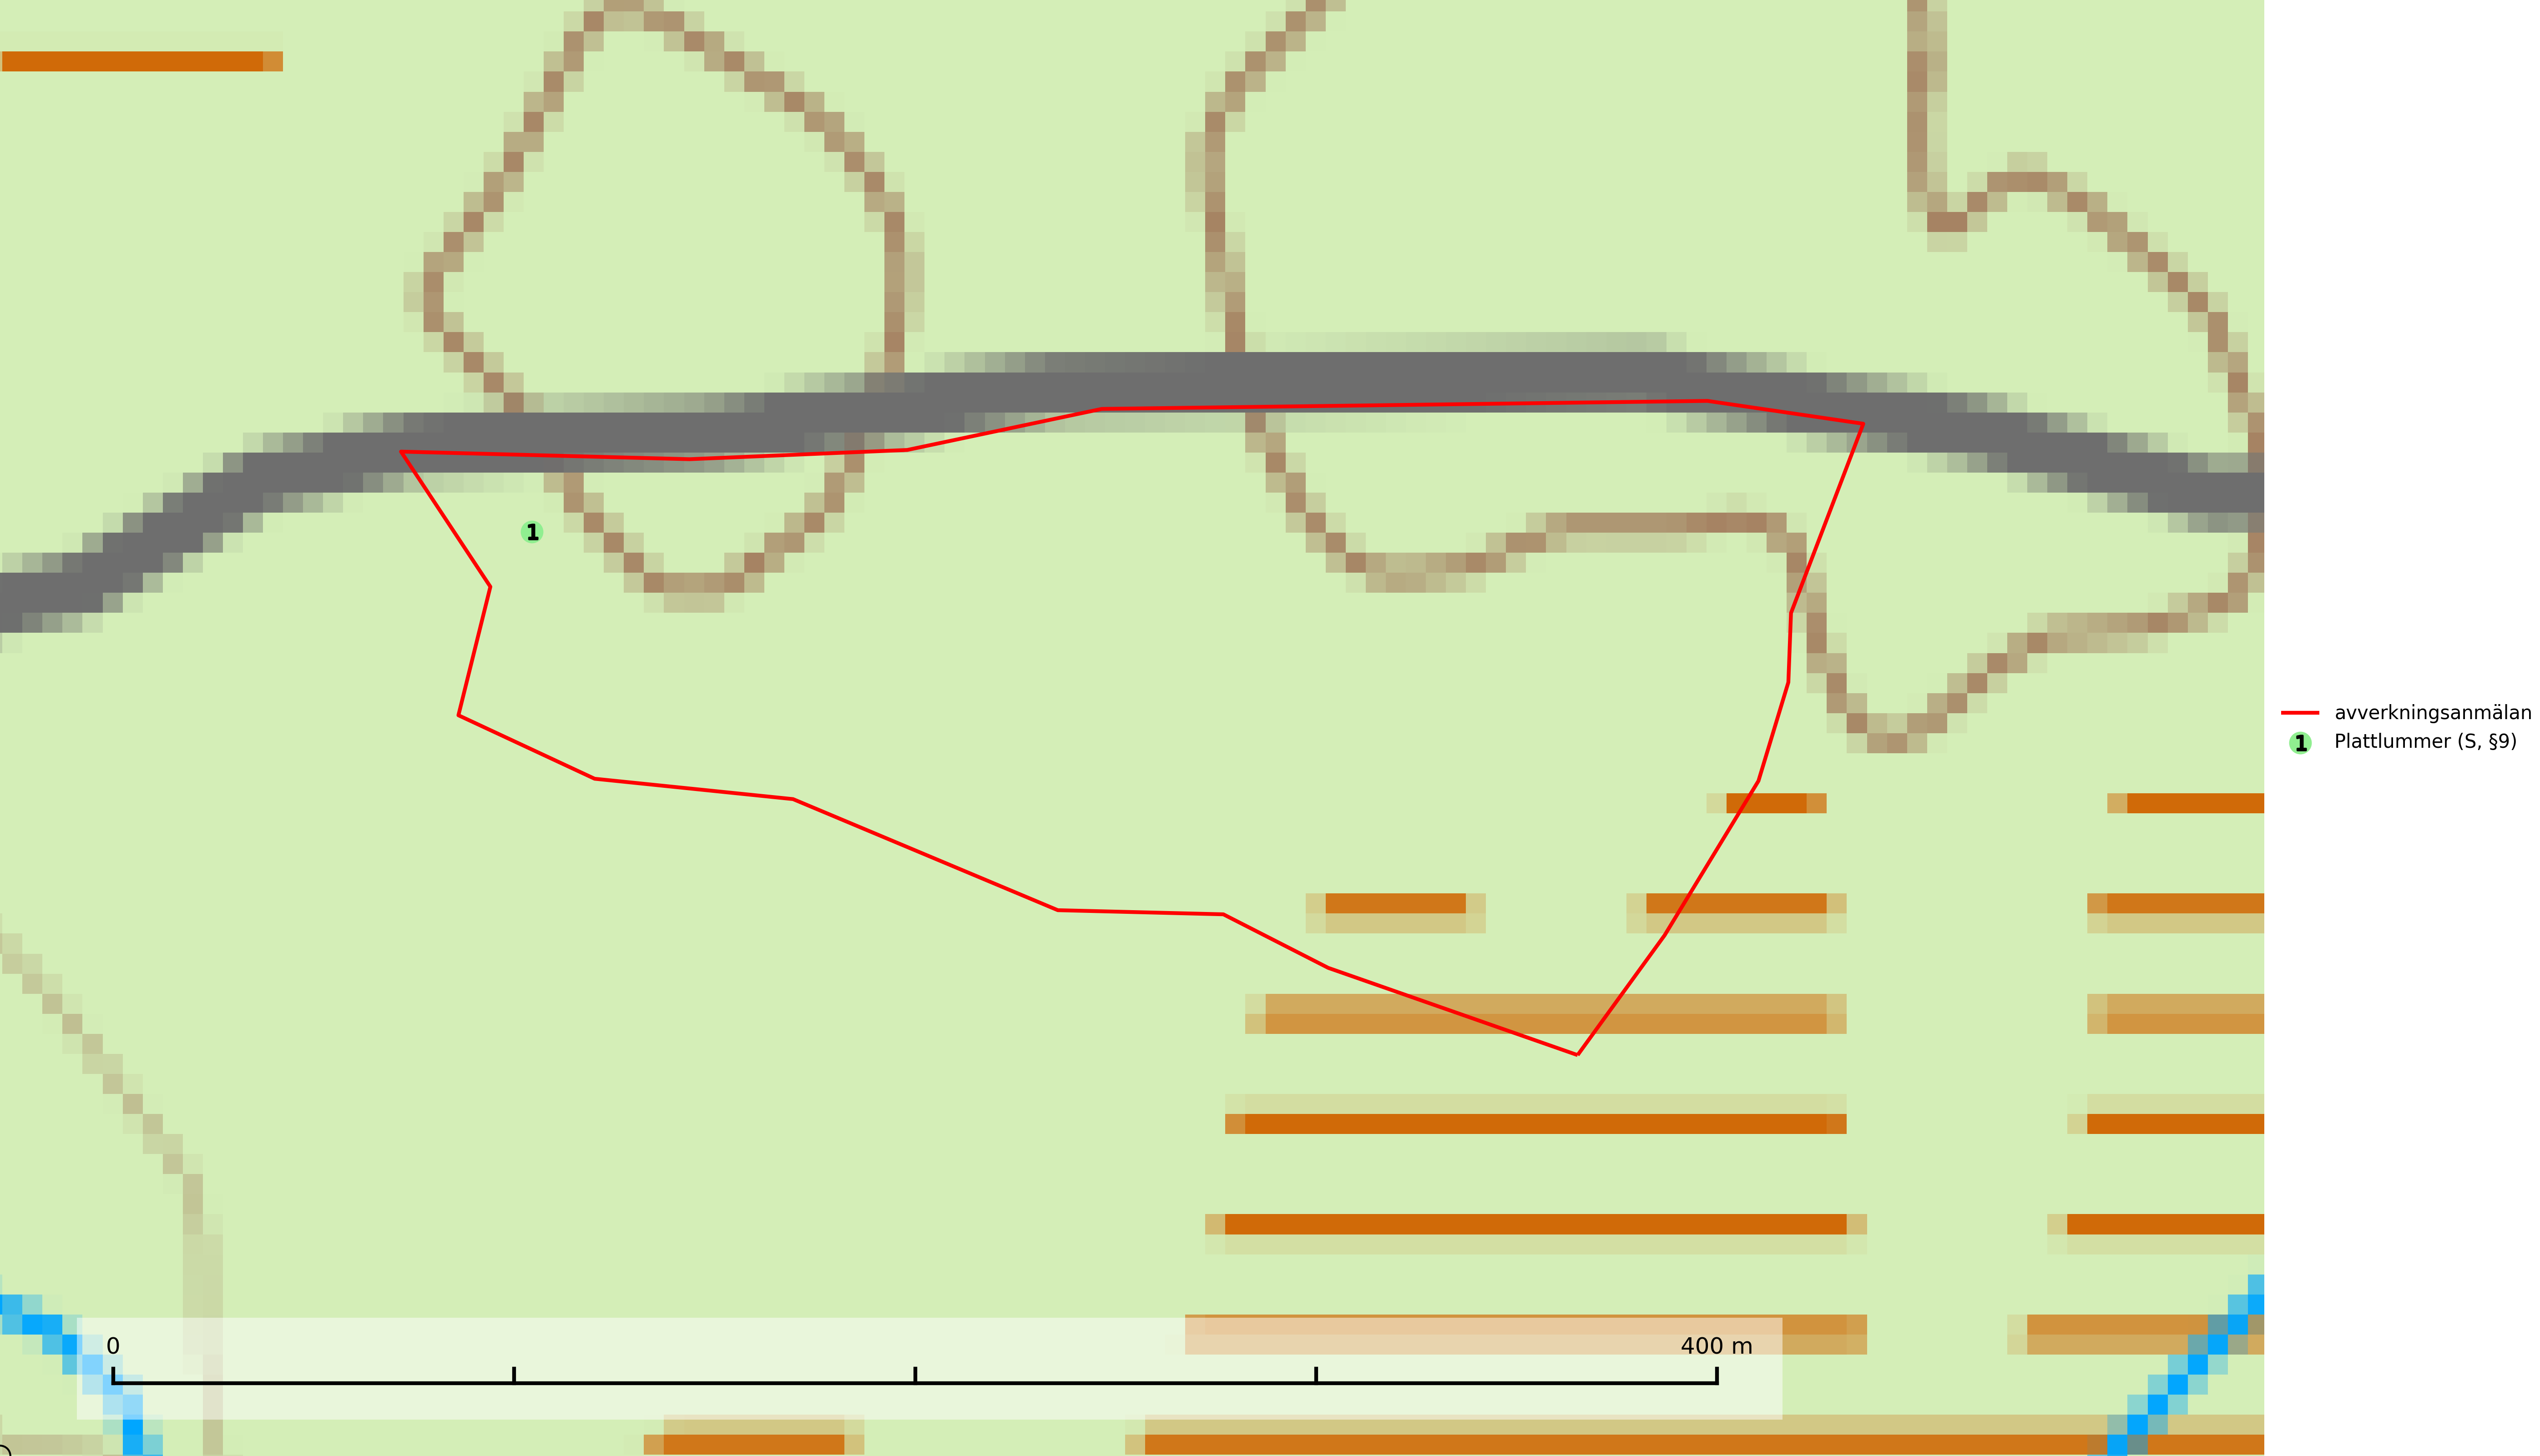 1
avverkningsanmälan
1 Plattlummer (S, §9)
0 400 m